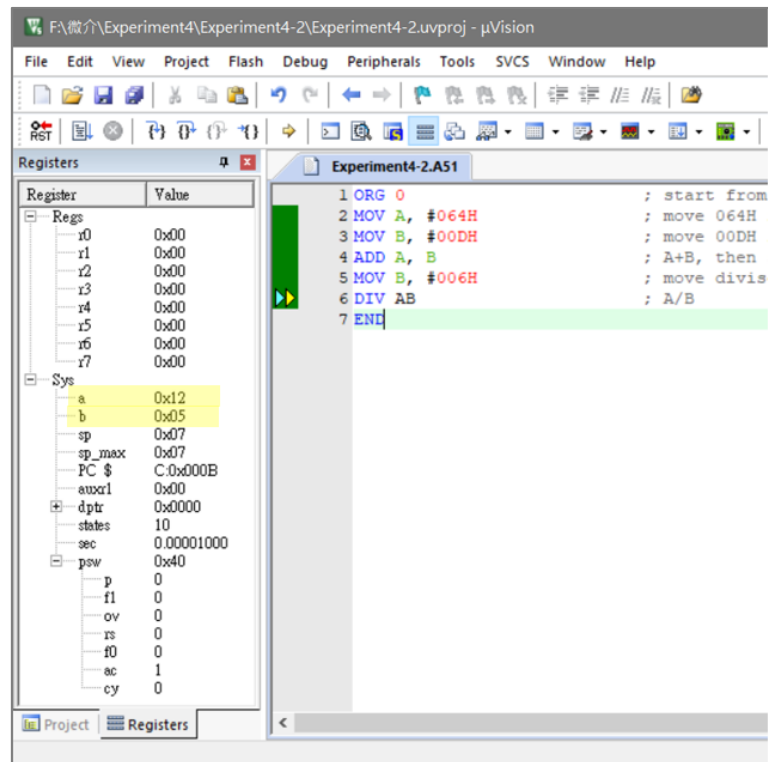 F:\微介\Experiment4\Experiment4-2\Experiment4-2.uvproj - µVision
File Edit View Project Flash Debug Peripherals Tools SVCS Window Help
RST
Registers
Register Value
Regs
r0 0x00
r1 0x00
r2 0x00
r3 0x00
r4 0x00
r5 0x00
r6 0x00
r7 0x00
Sys
a 0x12
b 0x05
sp 0x07
sp_max 0x07
PC $ C:0x000B
auxr1 0x00
dptr 0x0000
states 10
sec 0.00001000
psw 0x40
p 0
f1 0
ov 0
rs 0
f0 0
ac 1
cy 0
Project Registers
Experiment4-2.A51
1 ORG 0 ; start from
2 MOV A, #064H ; move 064H
3 MOV B, #00DH ; move 00DH
4 ADD A, B ; A+B, then
5 MOV B, #006H ; move divis
6 DIV AB ; A/B
7 END